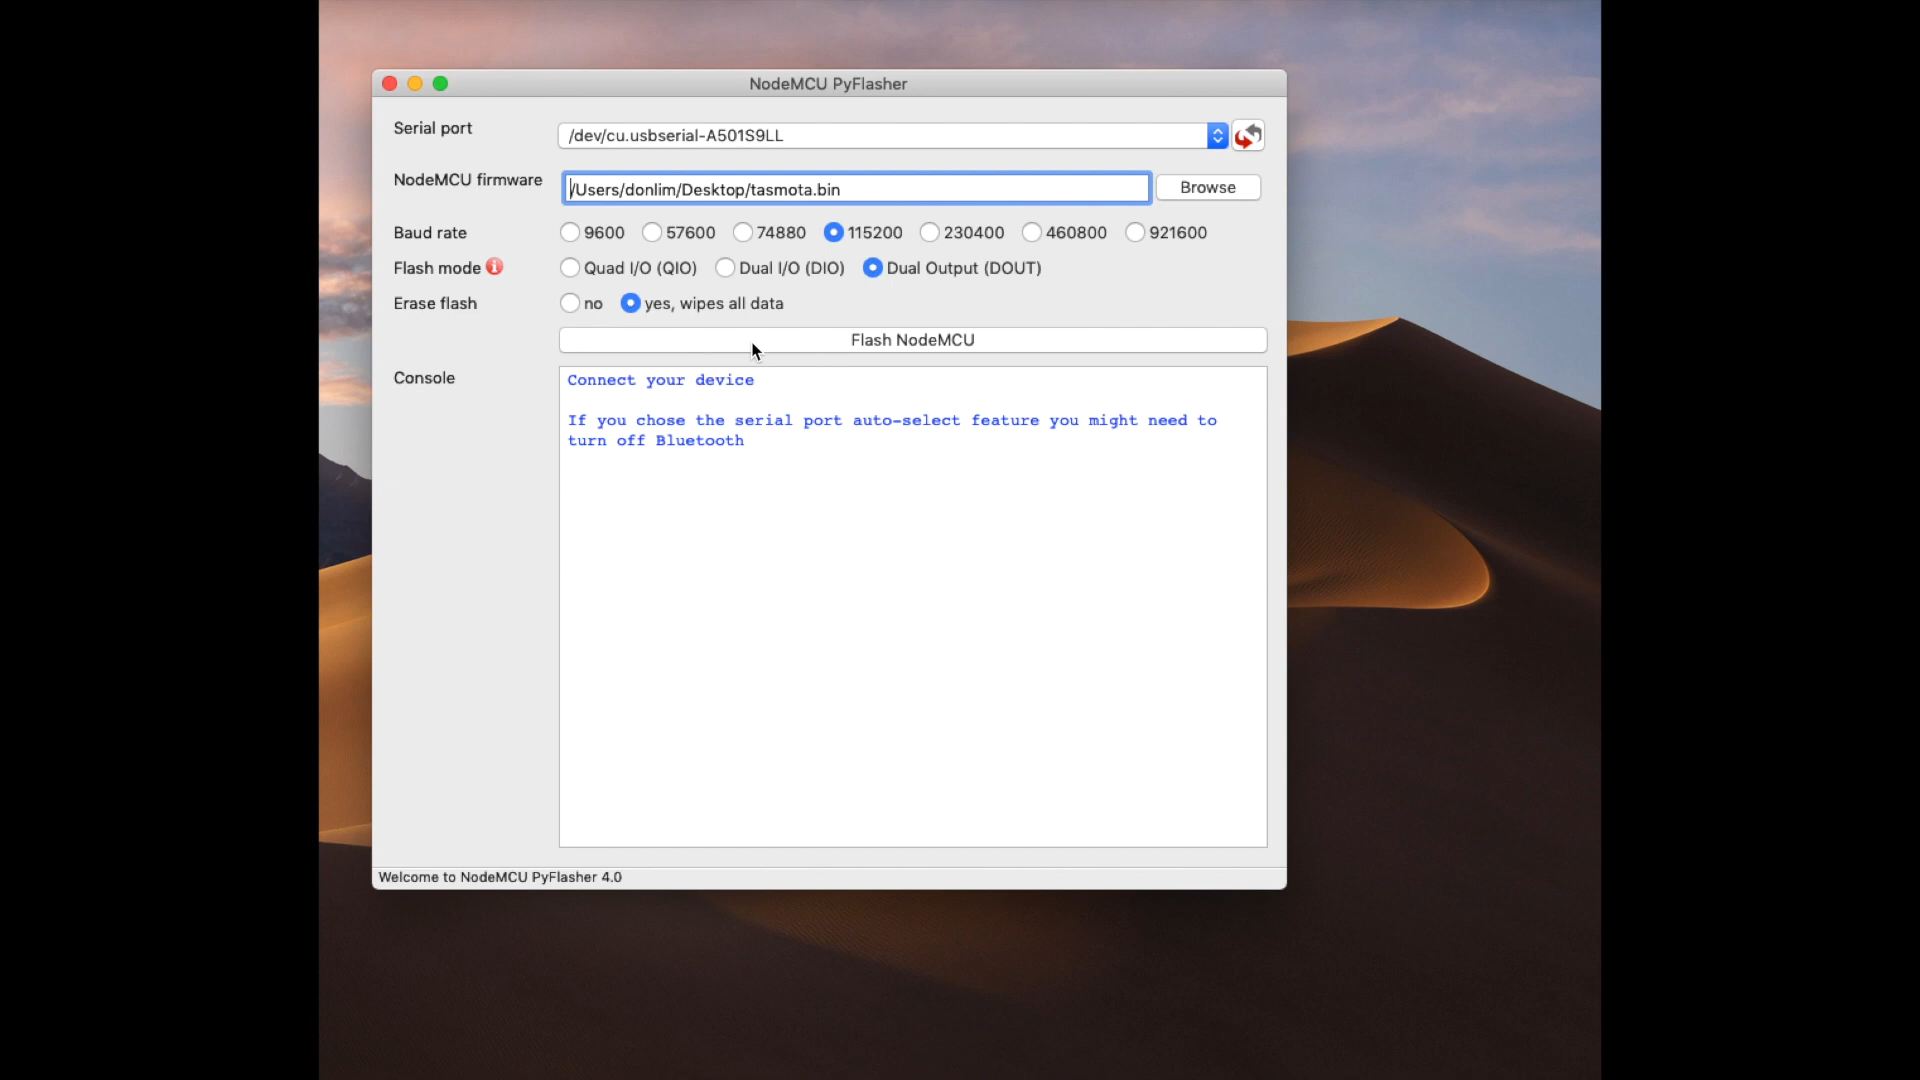 NodeMCU PyFlasher
Serial port
/dev/cu.usbserial-A501S9LL
NodeMCU firmware
/Users/donlim/Desktop/tasmota.bin
Browse
Baud rate
9600 57600 74880 115200 230400 460800 921600
Flash mode
Quad I/O (QIO) Dual I/O (DIO) Dual Output (DOUT)
Erase flash
no yes, wipes all data
Flash NodeMCU
Console
Connect your device
If you chose the serial port auto-select feature you might need to
turn off Bluetooth
Welcome to NodeMCU PyFlasher 4.0